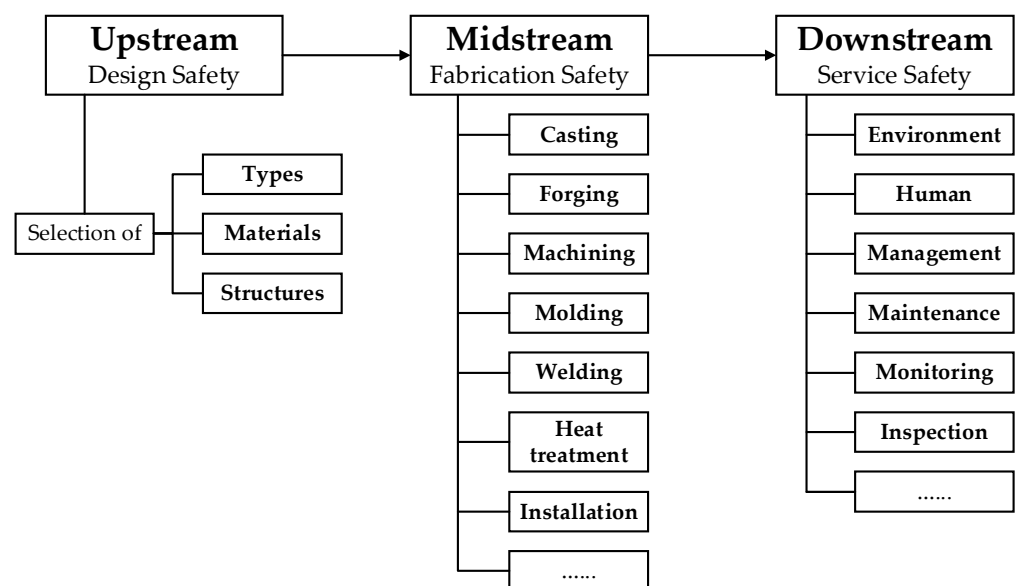 Upstream
Design Safety
Selection of
Types
Materials
Structures
Midstream
Fabrication Safety
Casting
Forging
Machining
Molding
Welding
Heat
treatment
Installation
......
Downstream
Service Safety
Environment
Human
Management
Maintenance
Monitoring
Inspection
......